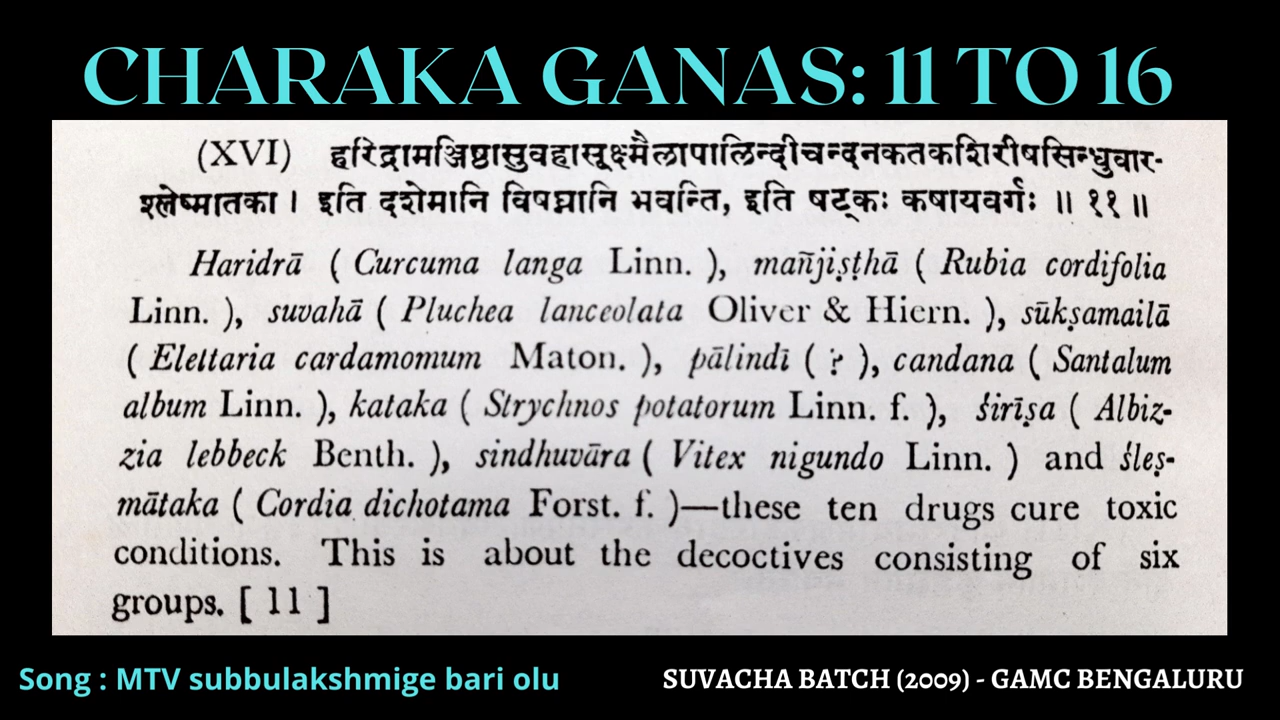 CHARAKA GANAS: 11 TO 16
(XVI) हरिद्रामञ्जिष्ठासुवहासूक्ष्मैलापालिन्दीचन्दनकतकशिरीषसिन्धुवार-
श्लेष्मातका । इति दशेमानि विषघ्नानि भवन्ति, इति षट्कः कषायवर्गः ॥ ११ ॥
Haridrā ( Curcuma langa Linn. ), mañjiṣṭhā ( Rubia cordifolia
Linn. ), suvahā ( Pluchea lanceolata Oliver & Hiern. ), sūkṣamailā
( Elettaria cardamomum Maton. ), pālindī ( ? ), candana ( Santalum
album Linn. ), kataka ( Strychnos potatorum Linn. f. ), śirīṣa ( Albiz-
zia lebbeck Benth. ), sindhuvāra ( Vitex nigundo Linn. ) and śleṣ-
mātaka ( Cordia dichotama Forst. f. )—these ten drugs cure toxic
conditions. This is about the decoctives consisting of six
groups. [ 11 ]
Song : MTV subbulakshmige bari olu
SUVACHA BATCH (2009) - GAMC BENGALURU